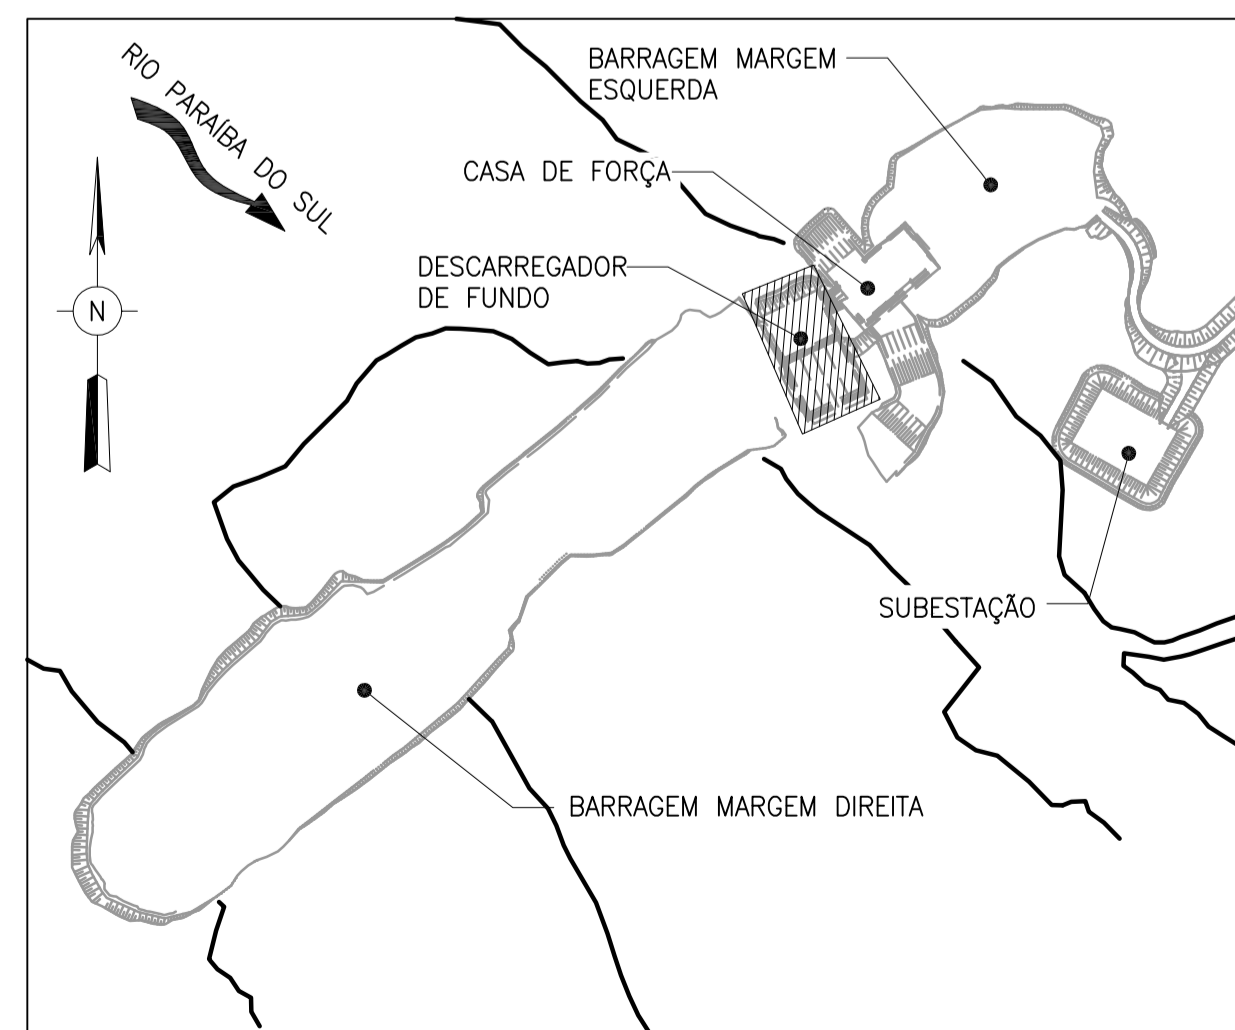 RIO PARAÍBA DO SUL
BARRAGEM MARGEM
ESQUERDA
CASA DE FORÇA
DESCARREGADOR
DE FUNDO
N
SUBESTAÇÃO
BARRAGEM MARGEM DIREITA